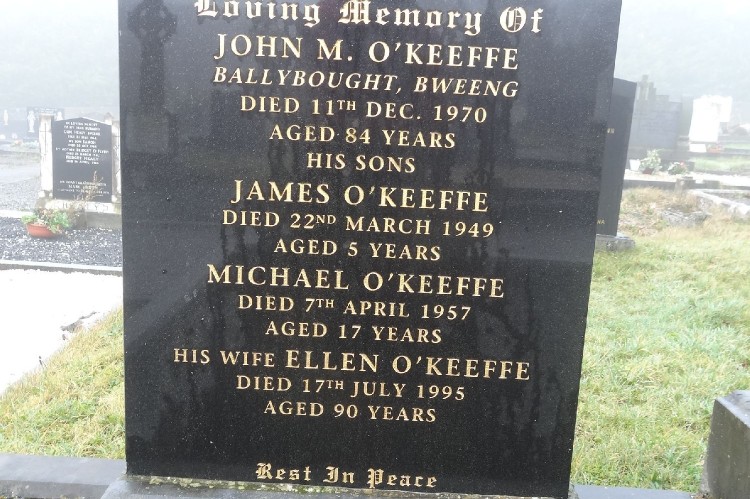 Loving Memory Of
JOHN M. O'KEEFFE
BALLYBOUGHT, BWEENG
DIED 11TH DEC. 1970
AGED 84 YEARS
HIS SONS
JAMES O'KEEFFE
DIED 22ND MARCH 1949
AGED 5 YEARS
MICHAEL O'KEEFFE
DIED 7TH APRIL 1957
AGED 17 YEARS
HIS WIFE ELLEN O'KEEFFE
DIED 17TH JULY 1995
AGED 90 YEARS
Rest In Peace